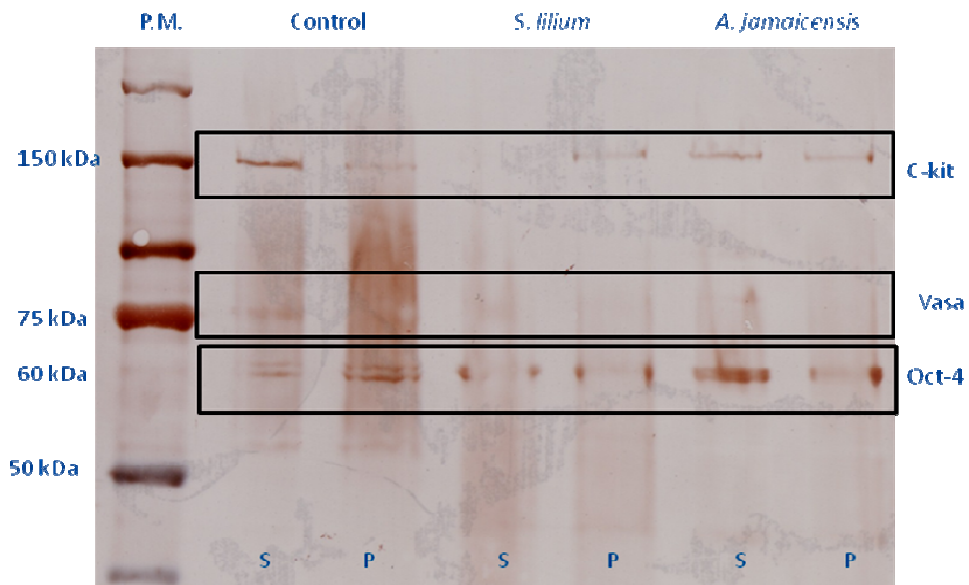 P.M. Control S. lilium A. jamaicensis
150 kDa
C-kit
Vasa
75 kDa
60 kDa
Oct-4
50 kDa
S P S P S P